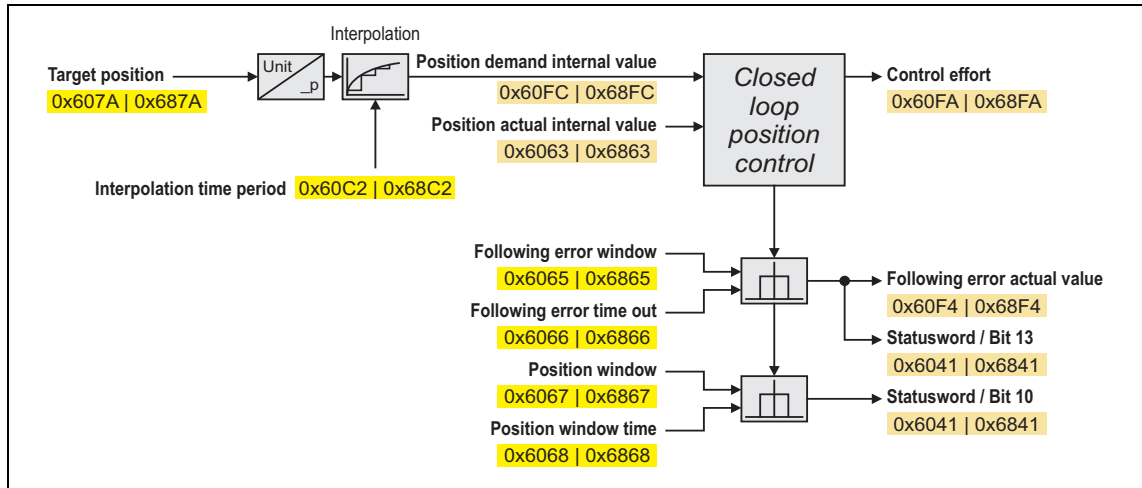 Interpolation
Target position
0x607A | 0x687A
Unit
_p
Position demand internal value
0x60FC | 0x68FC
Position actual internal value
0x6063 | 0x6863
Closed
loop
position
control
Control effort
0x60FA | 0x68FA
Interpolation time period 0x60C2 | 0x68C2
Following error window
0x6065 | 0x6865
Following error time out
0x6066 | 0x6866
Following error actual value
0x60F4 | 0x68F4
Statusword / Bit 13
0x6041 | 0x6841
Position window
0x6067 | 0x6867
Position window time
0x6068 | 0x6868
Statusword / Bit 10
0x6041 | 0x6841